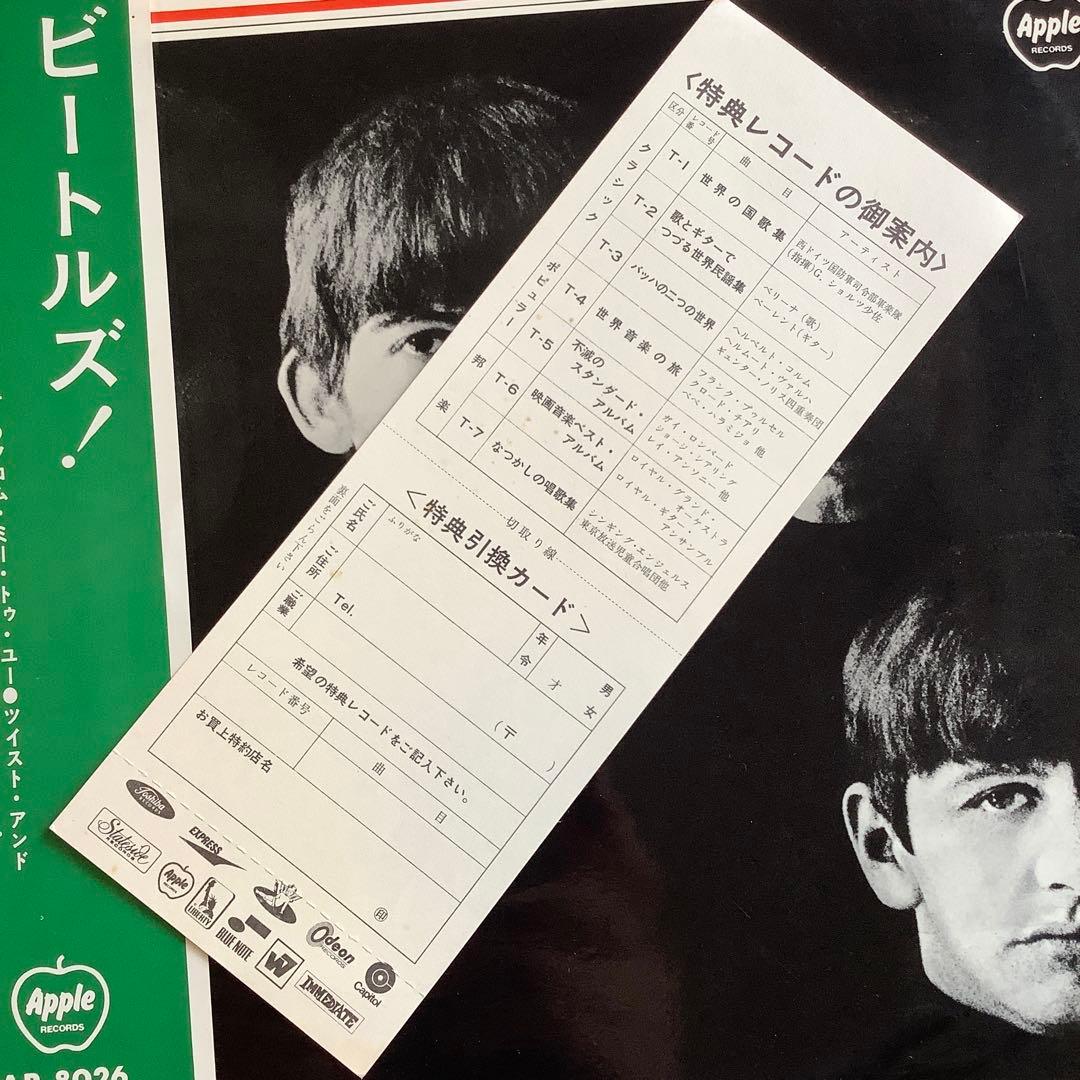 ビートルズ!
ロム・ミー・トゥ・ユー●ツイスト・アンド
Apple
RECORDS
AP-8026
Apple
RECORDS
〈特典レコードの御案内〉
区分
レコード番号
曲目
アーティスト
クラシック
T-1
世界の国歌集
西ドイツ国防軍司令部軍楽隊
(指揮)G. ショルツ少佐
T-2
歌とギターで
つづる世界民謡集
ベリーナ(歌)
ベーレント(ギター)
T-3
バッハの二つの世界
ヘルベルト・コルム
ヘルムート・ヴァルハ
ギュンター・ノリス四重奏団
ポピュラー
T-4
世界音楽の旅
フランク・プゥルセル
クロード・チアリ
ペペ・ハラミジョ 他
T-5
不滅の
スタンダード・
アルバム
ガイ・ロンバード
ジョージ・シアリング
レイ・アンソニー 他
T-6
映画音楽ベスト・
アルバム
ロイヤル・グランド・
オーケストラ
ロイヤル・ギター・
アンサンブル
邦楽
T-7
なつかしの唱歌集
シンギング・エンジェルス
東京放送児童合唱団他
切取り線
〈特典引換カード〉
裏面をごらん下さい
ふりがな
ご氏名
年令
才
男
女
ご住所
(〒 )
Tel.
ご職業
希望の特典レコードをご記入下さい。
レコード番号
曲目
お買上特約店名
印
Toshiba
RECORDS
EXPRESS
Stateside
RECORDS
Apple
RECORDS
LIBERTY
BLUE NOTE
Odeon
RECORDS
W
Capitol
IMMEDIATE